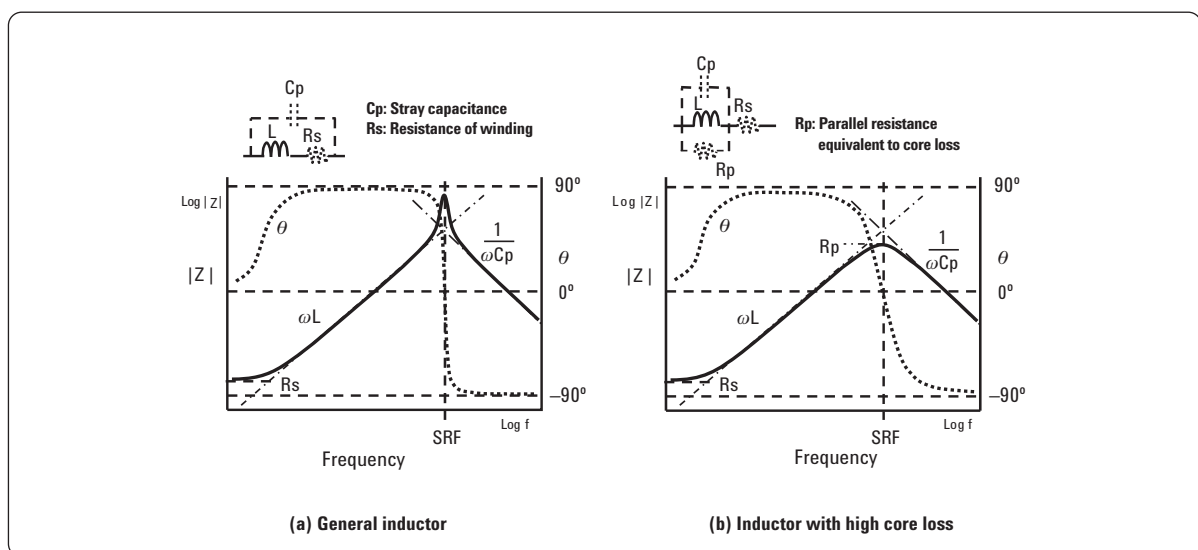 Cp
L
Rs
Cp: Stray capacitance
Rs: Resistance of winding
Log |Z|
90º
θ
1
ωCp
|Z|
θ
0º
ωL
Rs
–90º
Log f
SRF
Frequency
(a) General inductor
Cp
L
Rs
Rp
Rp: Parallel resistance
equivalent to core loss
Log |Z|
90º
θ
Rp
1
ωCp
|Z|
θ
0º
ωL
Rs
–90º
Log f
SRF
Frequency
(b) Inductor with high core loss